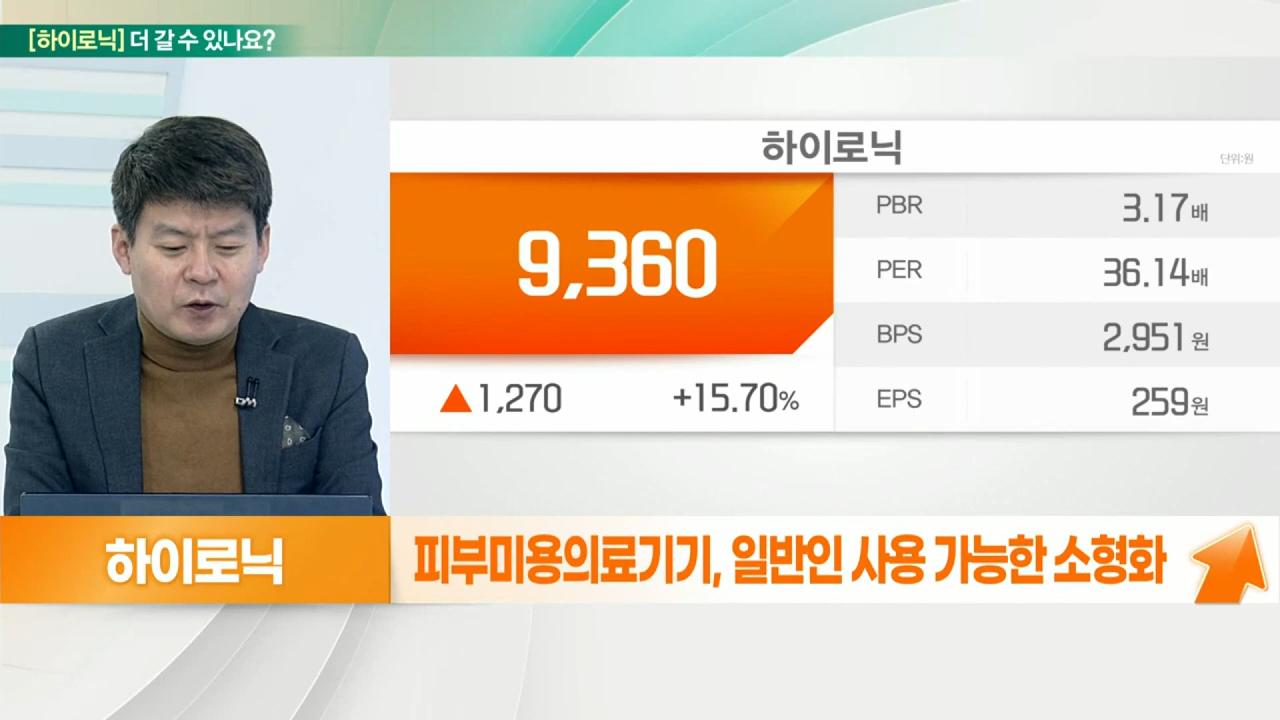 [하이로닉] 더 갈 수 있나요?
하이로닉
단위:원
9,360
▲1,270 +15.70%
PBR 3.17배
PER 36.14배
BPS 2,951원
EPS 259원
하이로닉
피부미용의료기기, 일반인 사용 가능한 소형화